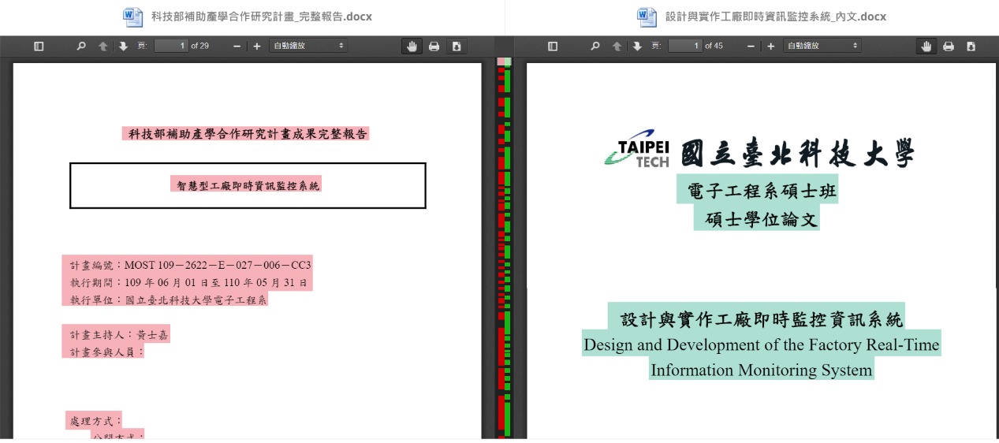 科技部補助產學合作研究計畫_完整報告.docx
頁: 1 of 29
自動縮放
科技部補助產學合作研究計畫成果完整報告
智慧型工廠即時資訊監控系統
計畫編號：MOST 109－2622－E－027－006－CC3
執行期間：109 年 06 月 01 日至 110 年 05 月 31 日
執行單位：國立臺北科技大學電子工程系
計畫主持人：黃士嘉
計畫參與人員：
處理方式：
公開方式：
設計與實作工廠即時資訊監控系統_內文.docx
頁: 1 of 45
自動縮放
TAIPEI
TECH
國立臺北科技大學
電子工程系碩士班
碩士學位論文
設計與實作工廠即時監控資訊系統
Design and Development of the Factory Real-Time
Information Monitoring System